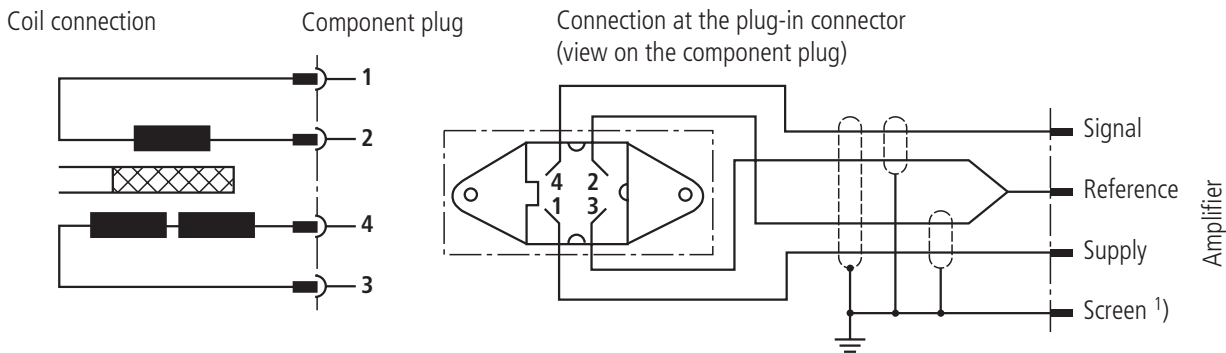 Coil connection
Component plug
Connection at the plug-in connector
(view on the component plug)
1
2
4
3
4 2
1 3
Signal
Reference
Supply
Screen ¹)
Amplifier